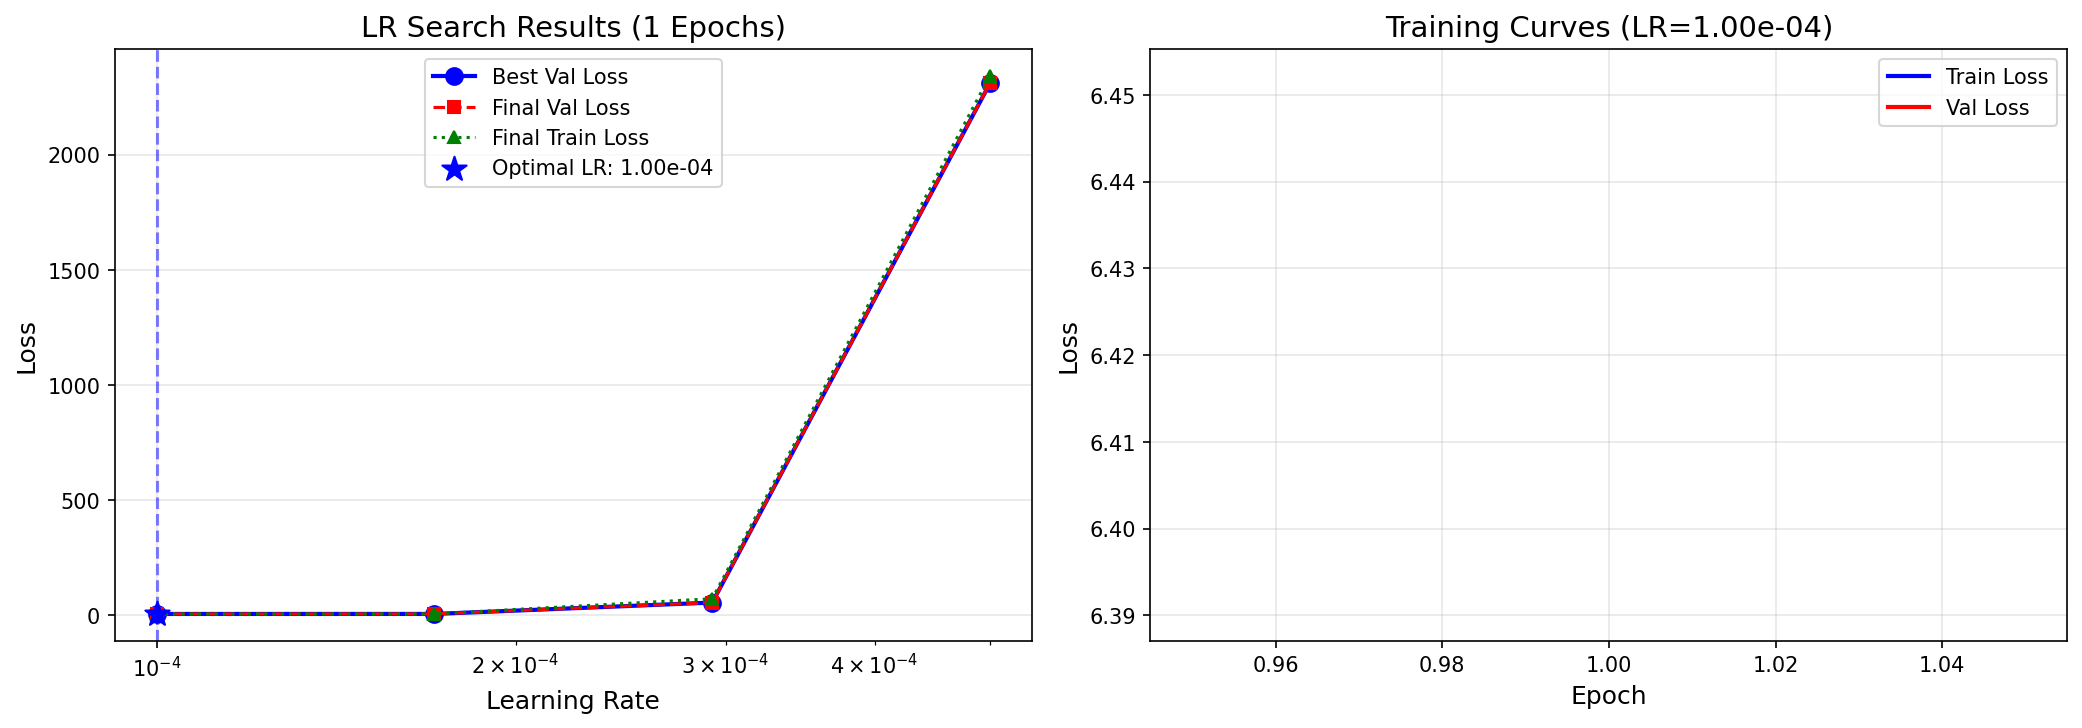 LR Search Results (1 Epochs)
Best Val Loss
Final Val Loss
Final Train Loss
Optimal LR: 1.00e-04
Loss
2000
1500
1000
500
0
10⁻⁴
2 × 10⁻⁴
3 × 10⁻⁴
4 × 10⁻⁴
Learning Rate
Training Curves (LR=1.00e-04)
Train Loss
Val Loss
Loss
6.45
6.44
6.43
6.42
6.41
6.40
6.39
0.96
0.98
1.00
1.02
1.04
Epoch